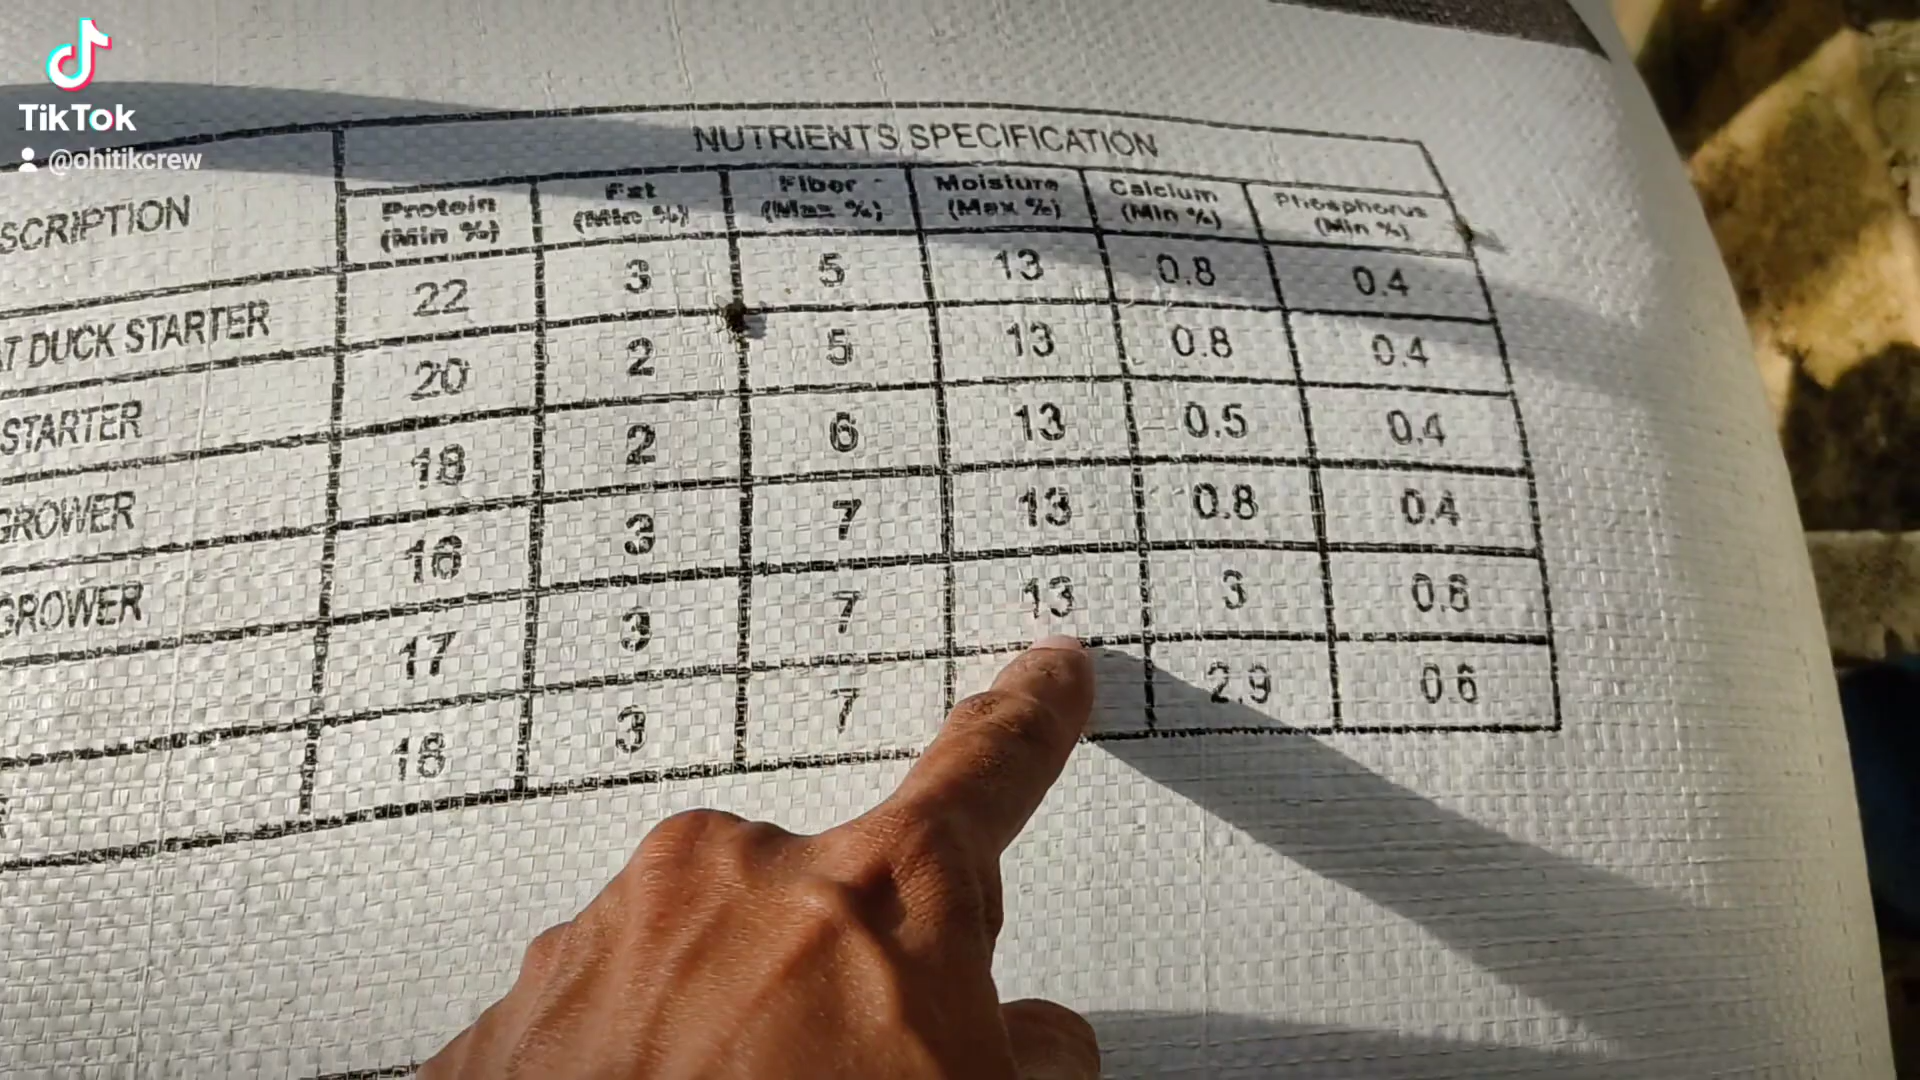 TikTok
@ohitikcrew
NUTRIENTS SPECIFICATION
SCRIPTION
Protein (Min %) Fat (Min %) Fiber (Max %) Moisture (Max %) Calcium (Min %) Phosphorus (Min %)
AT DUCK STARTER 22 3 5 13 0.8 0.4
STARTER 20 2 5 13 0.8 0.4
GROWER 18 2 6 13 0.5 0.4
GROWER 16 3 7 13 0.8 0.4
17 3 7 13 3 0.6
18 3 7 2.9 0.6